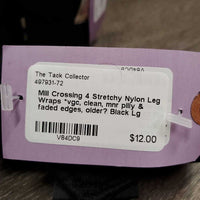 The Tack Collector
497931-72
Mill Crossing 4 Stretchy Nylon Leg
Wraps *vgc, clean, mnr pilly &
faded edges, older? Black Lg
$12.00
V84DC9